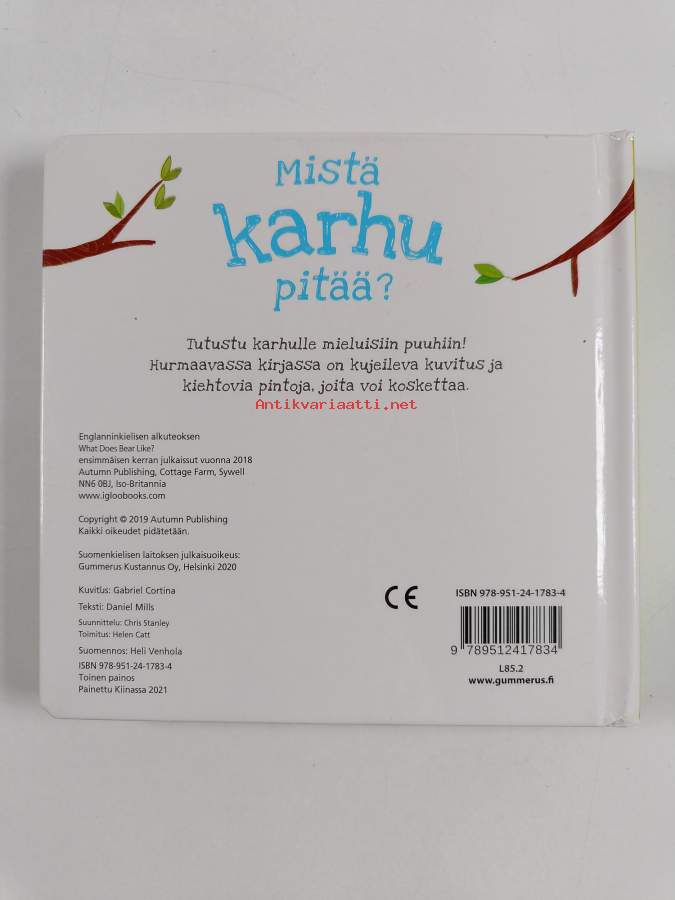 Mistä
karhu
pitää?
Tutustu karhulle mieluisiin puuhiin!
Hurmaavassa kirjassa on kujeileva kuvitus ja
kiehtovia pintoja, joita voi koskettaa.
Antikvariaatti.net
Englanninkielisen alkuteoksen
What Does Bear Like?
ensimmäisen kerran julkaissut vuonna 2018
Autumn Publishing, Cottage Farm, Sywell
NN6 0BJ, Iso-Britannia
www.igloobooks.com
Copyright © 2019 Autumn Publishing
Kaikki oikeudet pidätetään.
Suomenkielisen laitoksen julkaisuoikeus:
Gummerus Kustannus Oy, Helsinki 2020
Kuvitus: Gabriel Cortina
Teksti: Daniel Mills
Suunnittelu: Chris Stanley
Toimitus: Helen Catt
Suomennos: Heli Venhola
ISBN 978-951-24-1783-4
Toinen painos
Painettu Kiinassa 2021
CE
ISBN 978-951-24-1783-4
9 789512 417834
L85.2
www.gummerus.fi